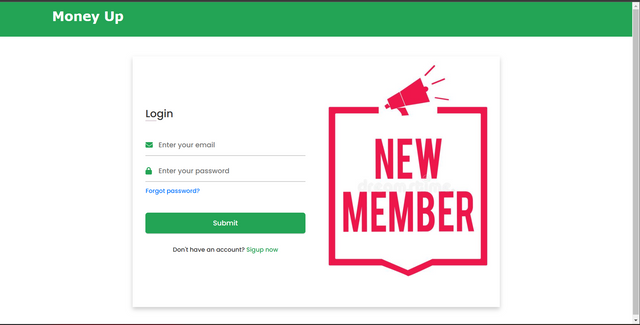 Money Up
Login
Enter your email
Enter your password
Forgot password?
Submit
Don't have an account? Sigup now
NEW
MEMBER